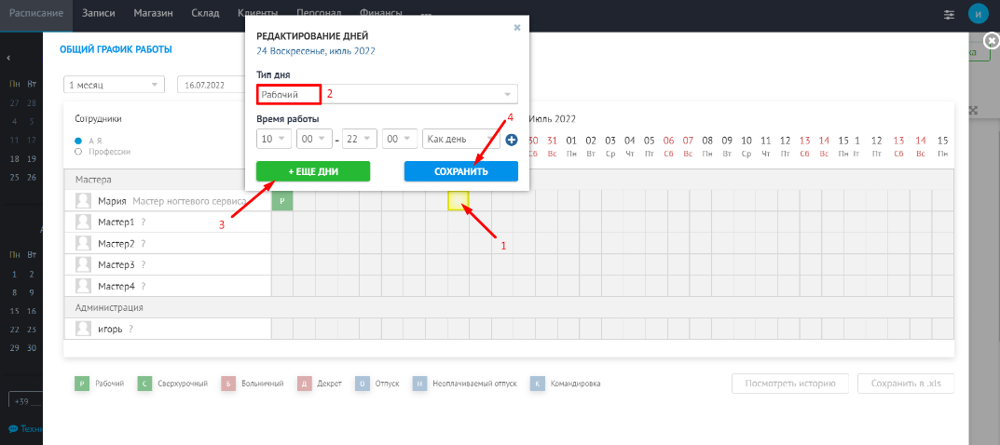 Расписание Записи Магазин Склад Клиенты Персонал Финансы ...
И
РЕДАКТИРОВАНИЕ ДНЕЙ
24 Воскресенье, июль 2022
ОБЩИЙ ГРАФИК РАБОТЫ
Тип дня
1 месяц 16.07.2022
Рабочий 2
Время работы 4
10 00 - 22 00 Как день
+ ЕЩЕ ДНИ СОХРАНИТЬ
3
1
Пн Вт
27 28
4 5
11 12
18 19
25 26
Сотрудники
А-Я
Профессии
Июль 2022
30 31 01 02 03 04 05 06 07 08 09 10 11 12 13 14 15 1 12 13 14 15
Сб Вс Пн Вт Ср Чт Пт Сб Вс Пн Вт Ср Чт Пт Сб Вс Пн Пт Сб Вс Пн
Мастера
Мария Мастер ногтевого сервиса Р
Мастер1 ?
Мастер2 ?
Мастер3 ?
Мастер4 ?
Администрация
игорь ?
Пн Вт
1 2
8 9
15 16
22 23
29 30
Р Рабочий С Сверхурочный Б Больничный Д Декрет О Отпуск Н Неоплачиваемый отпуск К Командировка
Посмотреть историю Сохранить в .xls
+39
Техни